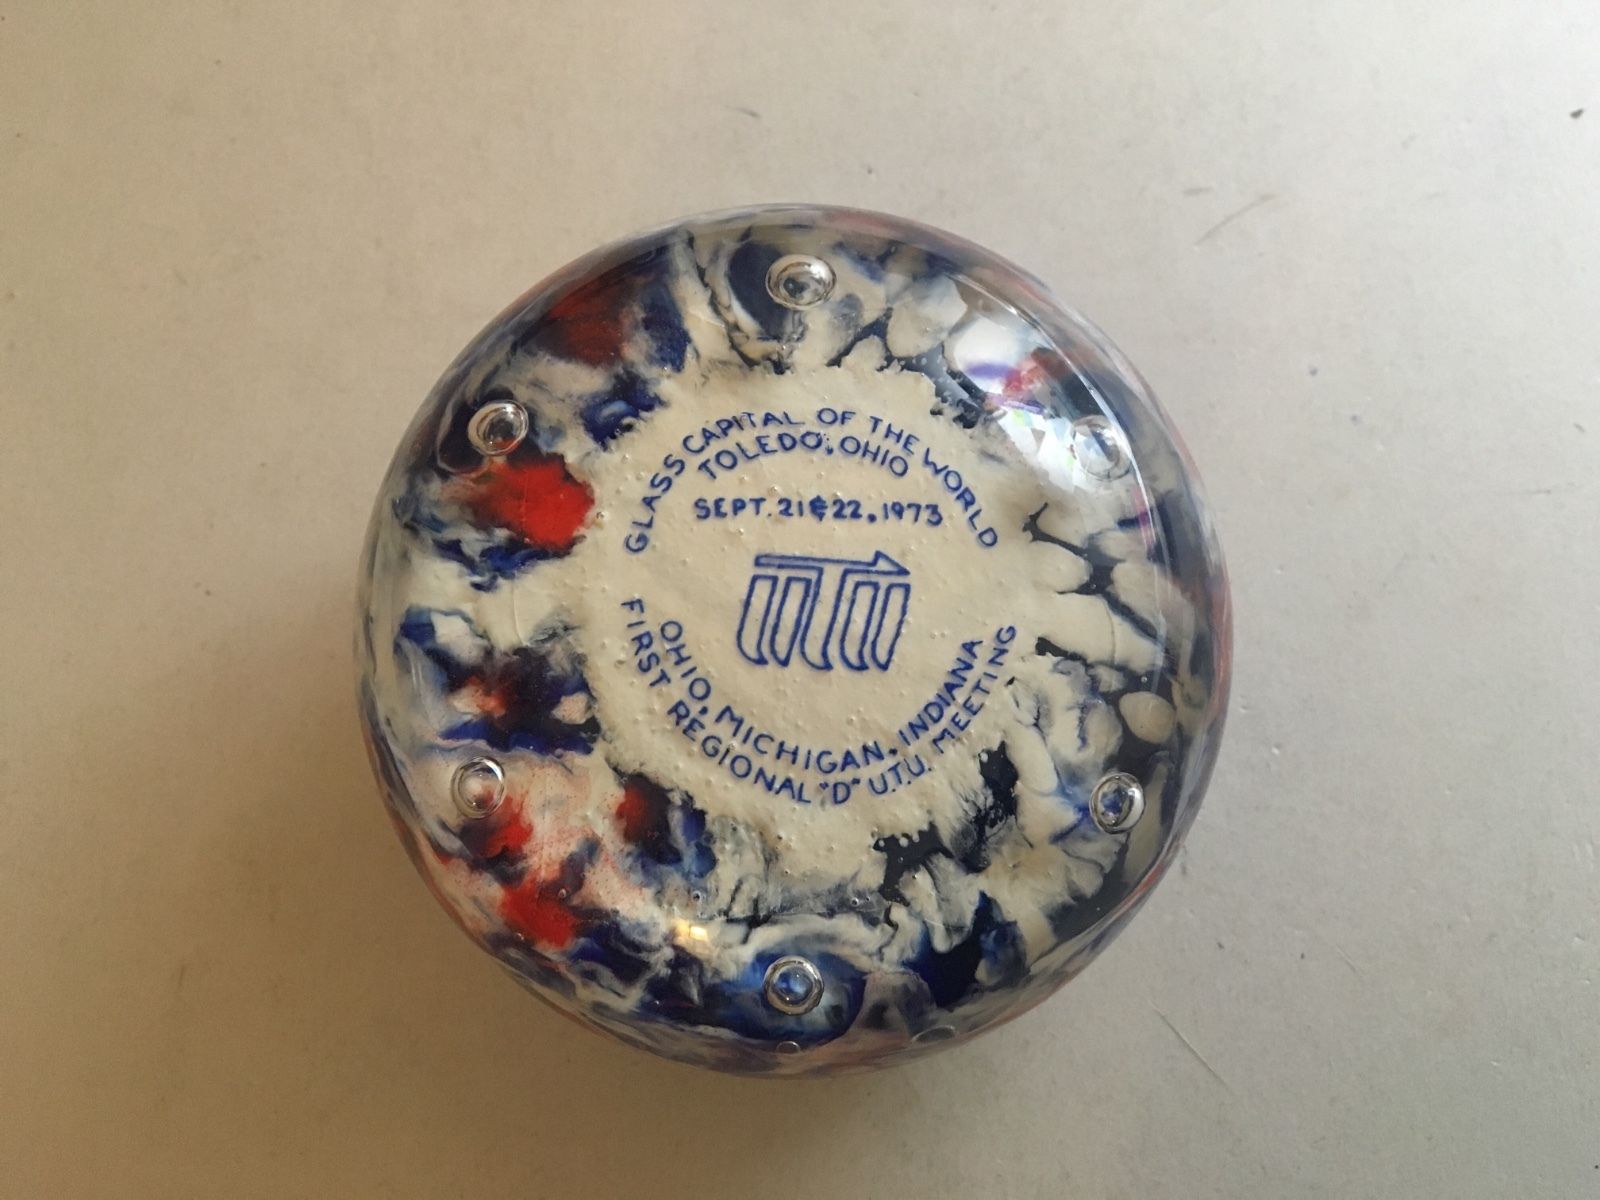 GLASS CAPITAL OF THE WORLD
TOLEDO, OHIO
SEPT. 21 & 22, 1973
UTU
OHIO, MICHIGAN, INDIANA
FIRST REGIONAL "D" U.T.U. MEETING